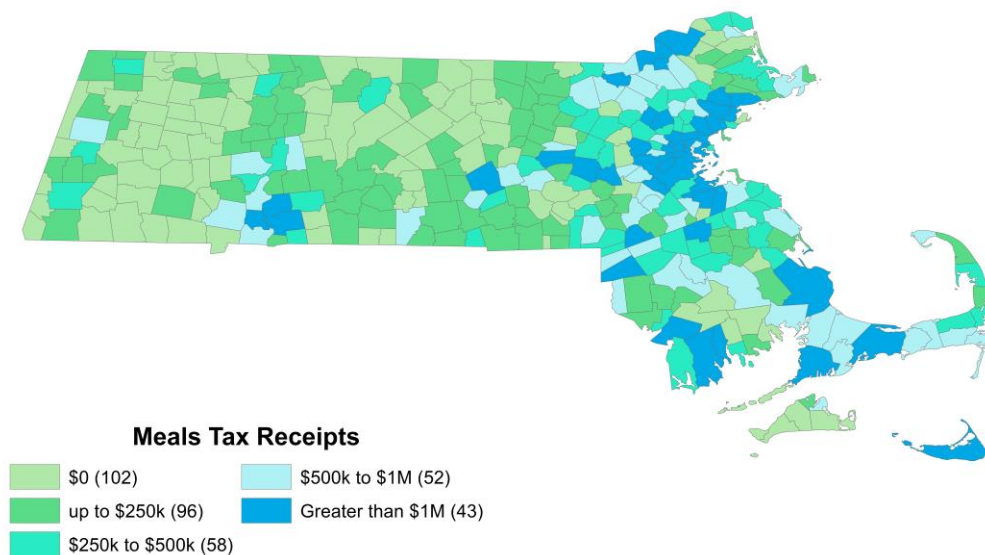 Meals Tax Receipts
$0 (102)
$500k to $1M (52)
up to $250k (96)
Greater than $1M (43)
$250k to $500k (58)